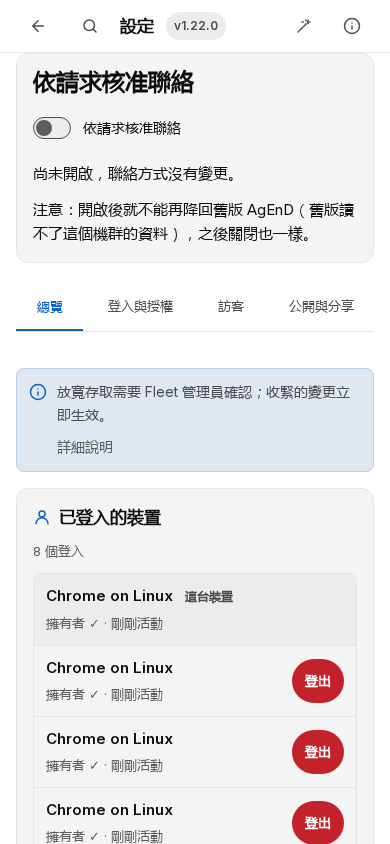 設定 v1.22.0
依請求核准聯絡
依請求核准聯絡
尚未開啟，聯絡方式沒有變更。
注意：開啟後就不能再降回舊版 AgEnD（舊版讀
不了這個機群的資料），之後關閉也一樣。
總覽 登入與授權 訪客 公開與分享
放寬存取需要 Fleet 管理員確認；收緊的變更立
即生效。
詳細說明
已登入的裝置
8 個登入
Chrome on Linux 這台裝置
擁有者 ✓ · 剛剛活動
Chrome on Linux
擁有者 ✓ · 剛剛活動
登出
Chrome on Linux
擁有者 ✓ · 剛剛活動
登出
Chrome on Linux
擁有者 ✓ · 剛剛活動
登出